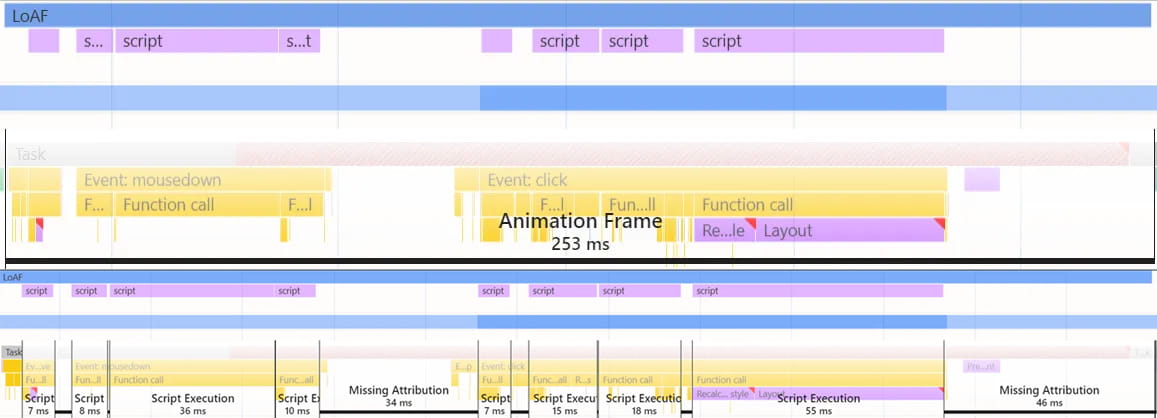 LoAF
s... script s...t script script script
Task
Event: mousedown Event: click
F... Function call F...l F...l Fun...ll Function call
Animation Frame
Re...le Layout
253 ms
LoAF
script script script script script script script script
Task
Ev...ve Event: mousedown E...p Event: click Pre...nt
Fu...ll Fun...ll Function call Func...all Fu...ll Func...all R...s Function call Function call
Recalc... style Layout
Script Script Script Execution Script Ex Missing Attribution Script Script Execu Script Executio Script Execution Missing Attribution
7 ms 8 ms 36 ms 10 ms 34 ms 7 ms 15 ms 18 ms 55 ms 46 ms